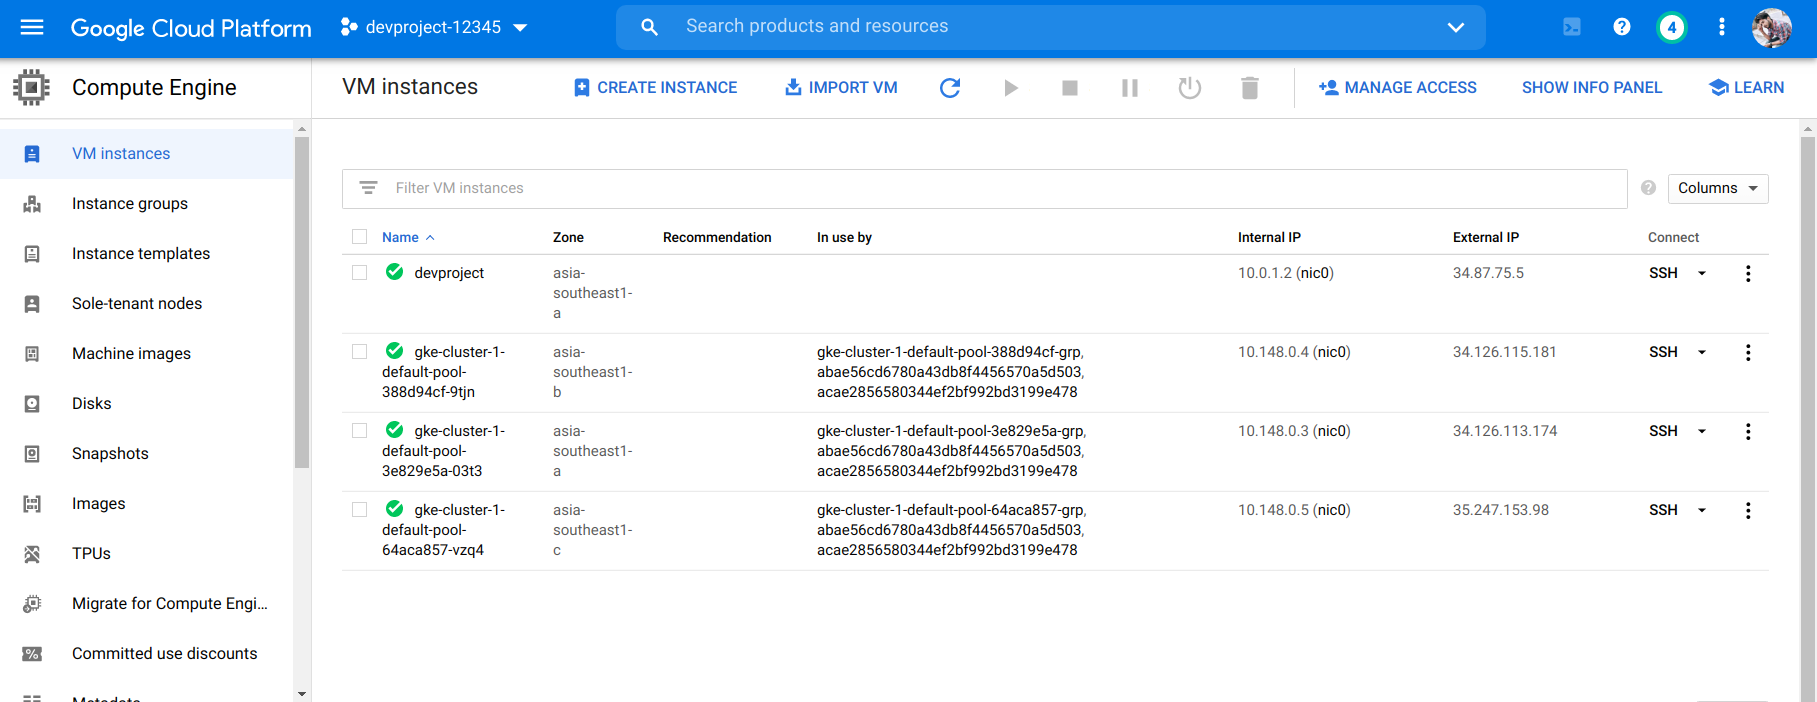 Google Cloud Platform devproject-12345 Search products and resources 4
Compute Engine VM instances CREATE INSTANCE IMPORT VM MANAGE ACCESS SHOW INFO PANEL LEARN
VM instances
Instance groups
Instance templates
Sole-tenant nodes
Machine images
Disks
Snapshots
Images
TPUs
Migrate for Compute Engi...
Committed use discounts
Metadata
Filter VM instances Columns
Name Zone Recommendation In use by Internal IP External IP Connect
devproject asia- 10.0.1.2 (nic0) 34.87.75.5 SSH
southeast1-
a
gke-cluster-1- asia- gke-cluster-1-default-pool-388d94cf-grp, 10.148.0.4 (nic0) 34.126.115.181 SSH
default-pool- southeast1- abae56cd6780a43db8f4456570a5d503,
388d94cf-9tjn b acae2856580344ef2bf992bd3199e478
gke-cluster-1- asia- gke-cluster-1-default-pool-3e829e5a-grp, 10.148.0.3 (nic0) 34.126.113.174 SSH
default-pool- southeast1- abae56cd6780a43db8f4456570a5d503,
3e829e5a-03t3 a acae2856580344ef2bf992bd3199e478
gke-cluster-1- asia- gke-cluster-1-default-pool-64aca857-grp, 10.148.0.5 (nic0) 35.247.153.98 SSH
default-pool- southeast1- abae56cd6780a43db8f4456570a5d503,
64aca857-vzq4 c acae2856580344ef2bf992bd3199e478